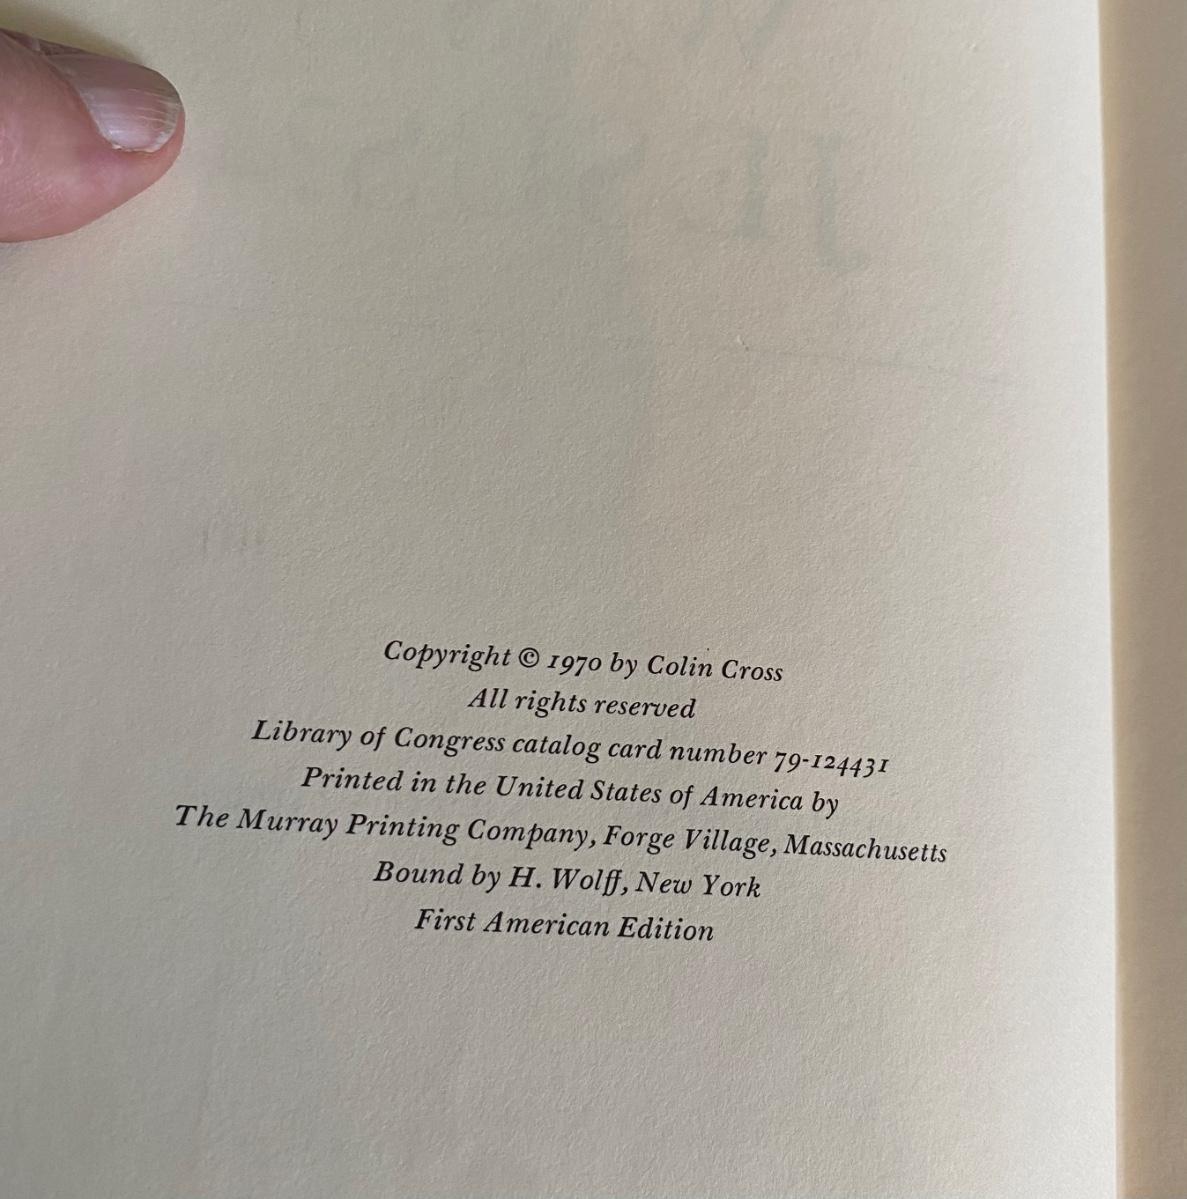 Copyright © 1970 by Colin Cross
All rights reserved
Library of Congress catalog card number 79-124431
Printed in the United States of America by
The Murray Printing Company, Forge Village, Massachusetts
Bound by H. Wolff, New York
First American Edition